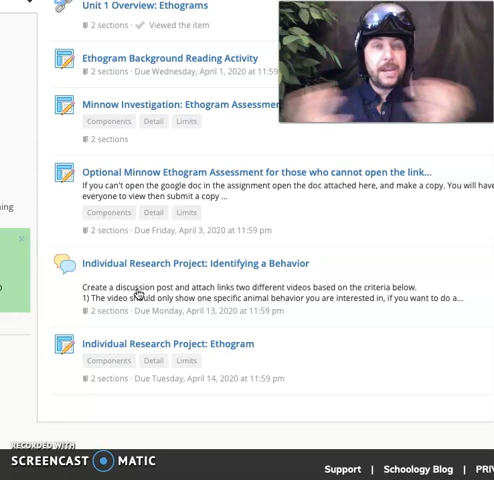 Unit 1 Overview: Ethograms
2 sections · Viewed the item
Ethogram Background Reading Activity
2 sections · Due Wednesday, April 1, 2020 at 11:59
Minnow Investigation: Ethogram Assessmen
Components Detail Limits
2 sections
Optional Minnow Ethogram Assessment for those who cannot open the link...
If you can't open the google doc in the assignment open the doc attached here, and make a copy. You will have
everyone to view then submit a copy ...
Components Detail Limits
ning
2 sections · Due Friday, April 3, 2020 at 11:59 pm
Individual Research Project: Identifying a Behavior
Create a discussion post and attach links two different videos based on the criteria below.
1) The video should only show one specific animal behavior you are interested in, if you want to do a...
2 sections · Due Monday, April 13, 2020 at 11:59 pm
Individual Research Project: Ethogram
Components Detail Limits
2 sections · Due Tuesday, April 14, 2020 at 11:59 pm
RECORDED WITH
SCREENCAST MATIC
Support | Schoology Blog | PRIV